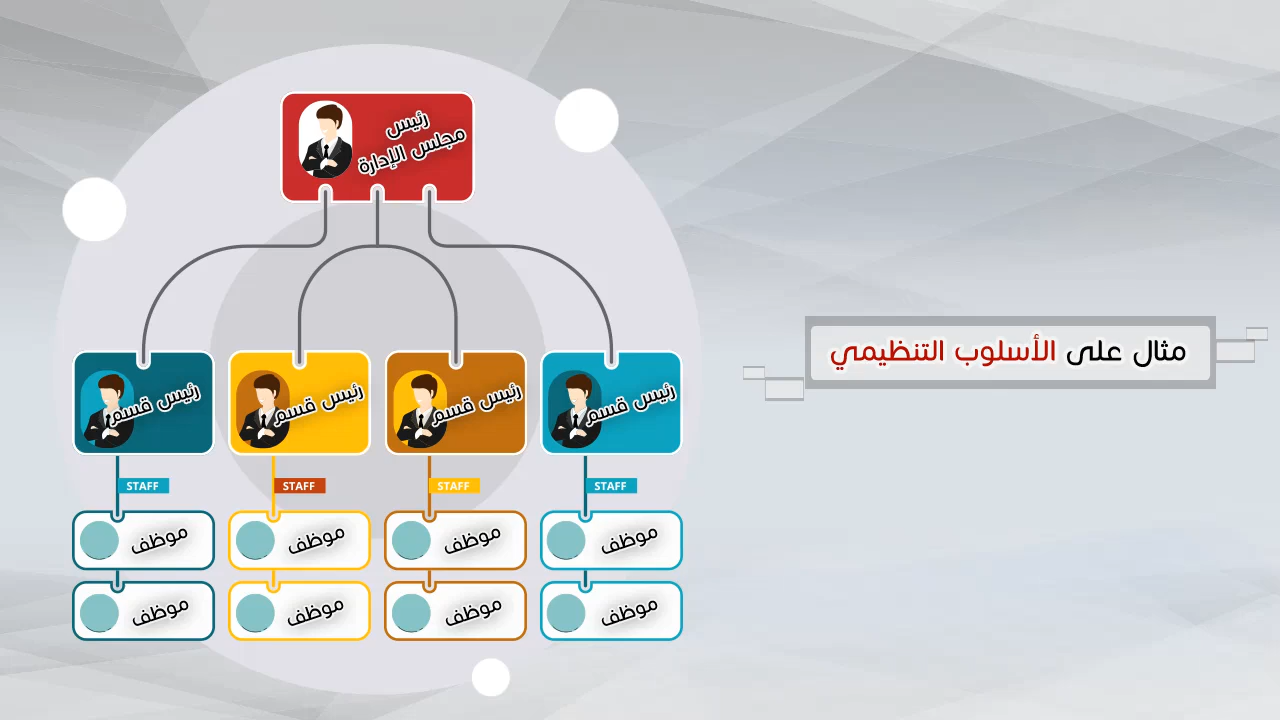 رئيس
مجلس الإدارة
مثال على الأسلوب التنظيمي
رئيس قسم
رئيس قسم
رئيس قسم
رئيس قسم
STAFF
STAFF
STAFF
STAFF
موظف
موظف
موظف
موظف
موظف
موظف
موظف
موظف